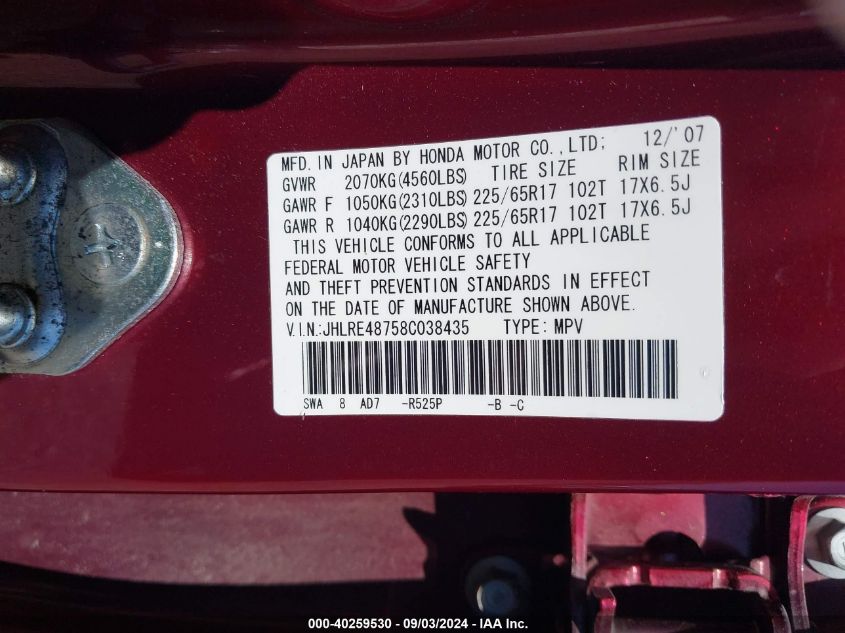 MFD. IN JAPAN BY HONDA MOTOR CO.,LTD; 12/'07
GVWR 2070KG(4560LBS) TIRE SIZE RIM SIZE
GAWR F 1050KG(2310LBS) 225/65R17 102T 17X6.5J
GAWR R 1040KG(2290LBS) 225/65R17 102T 17X6.5J
THIS VEHICLE CONFORMS TO ALL APPLICABLE
FEDERAL MOTOR VEHICLE SAFETY
AND THEFT PREVENTION STANDARDS IN EFFECT
ON THE DATE OF MANUFACTURE SHOWN ABOVE.
V.I.N.:JHLRE48758C038435 TYPE: MPV
SWA 8 AD7 -R525P -B -C
000-40259530 - 09/03/2024 - IAA Inc.